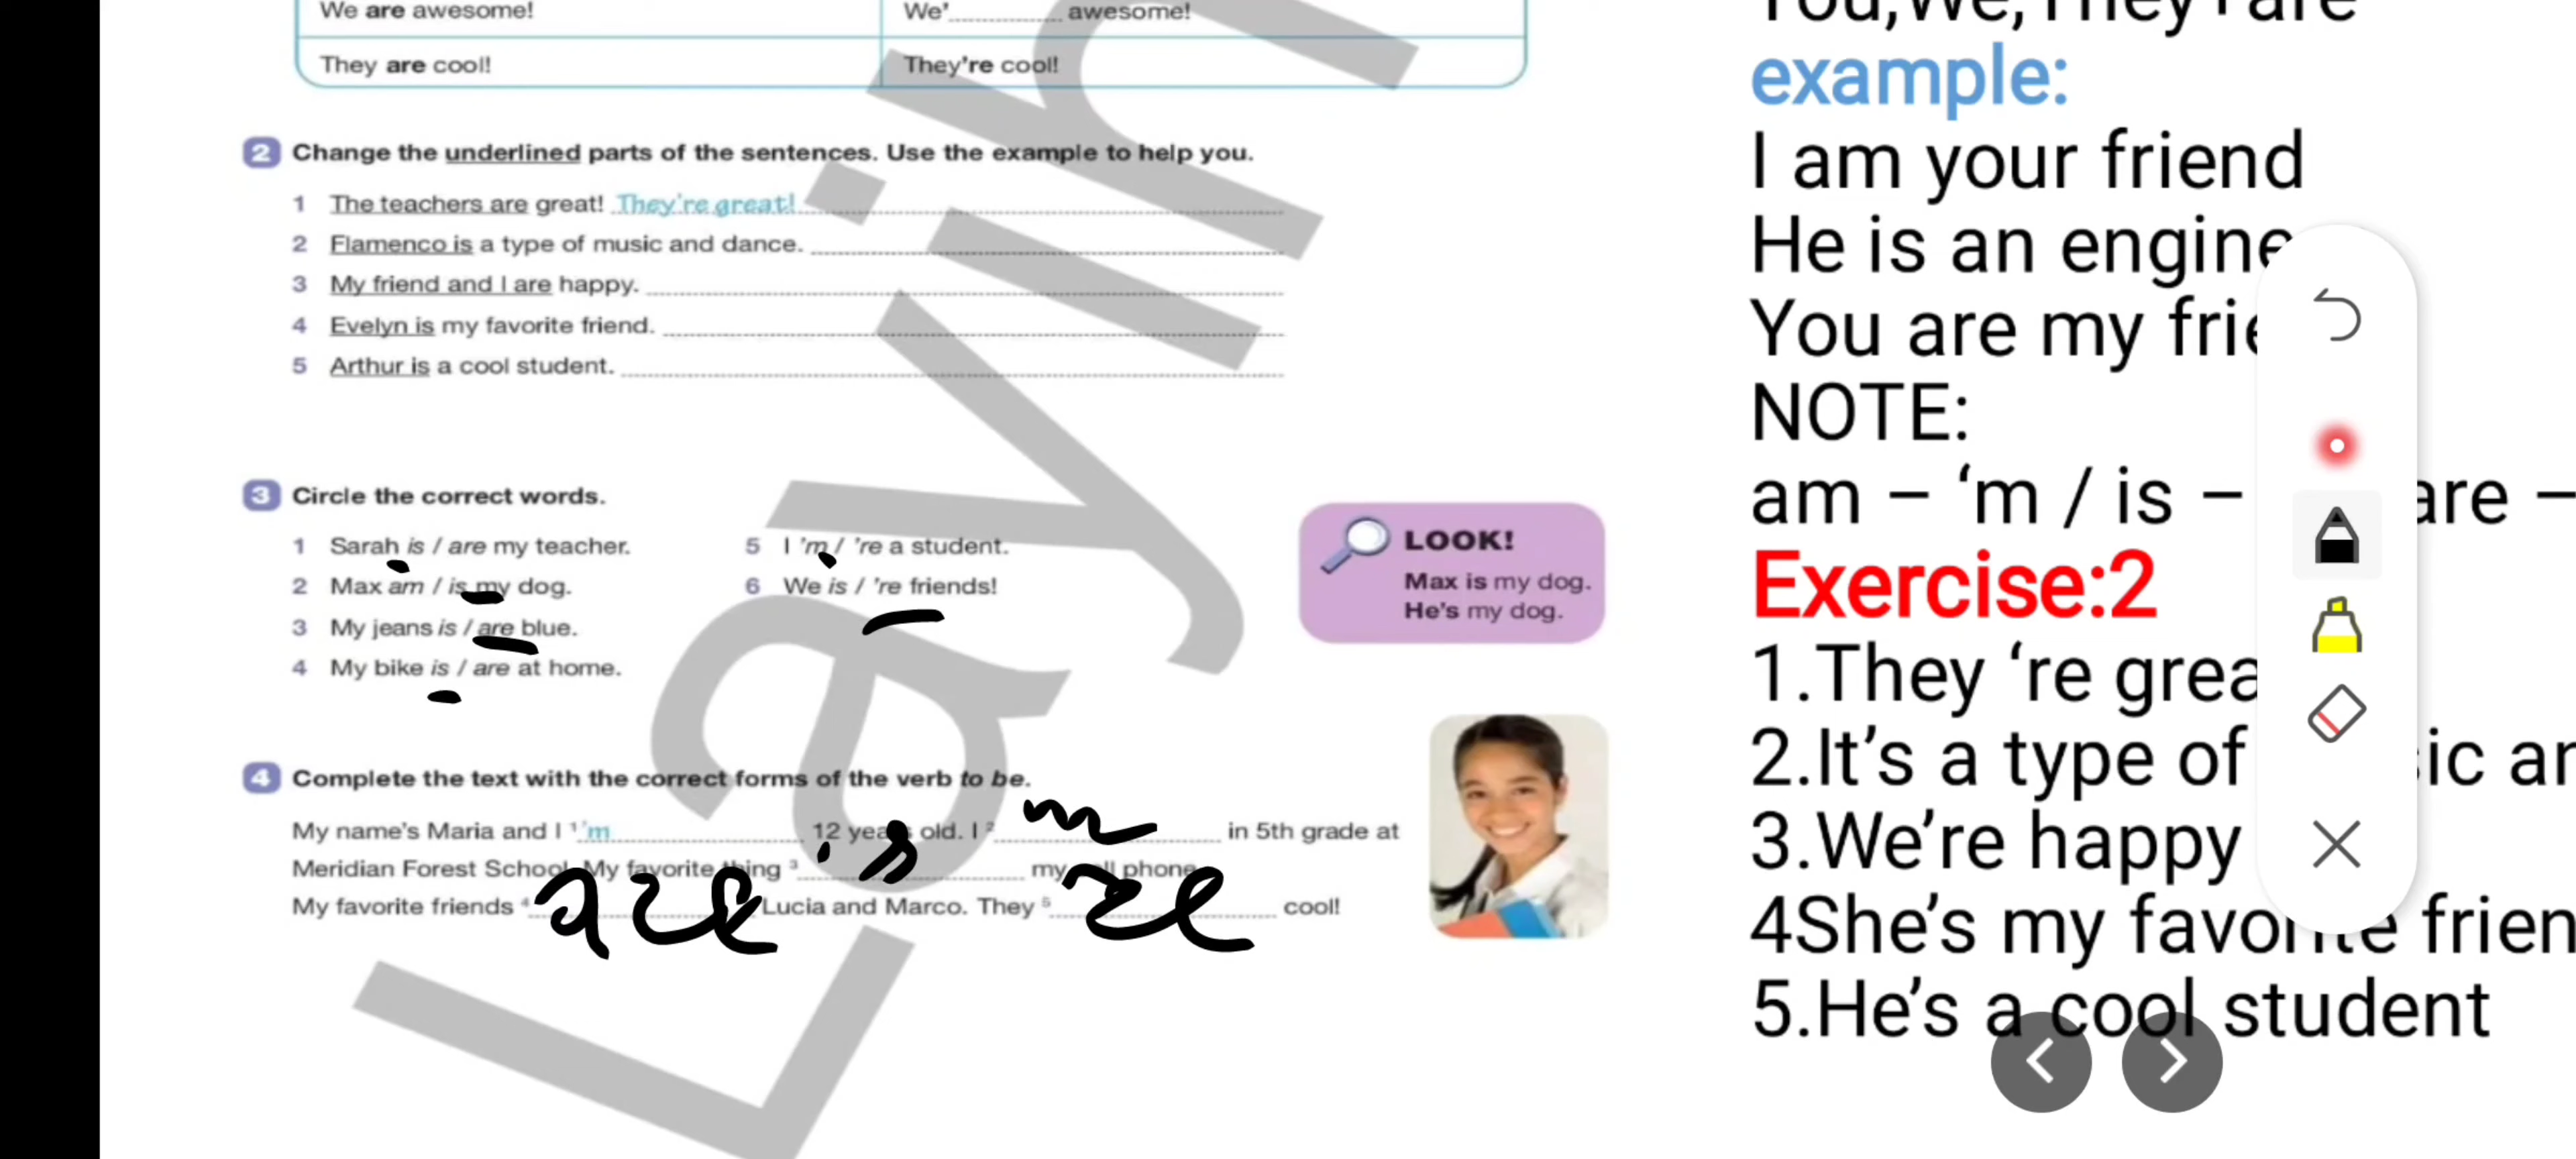 We are awesome!
We'__________ awesome!
They are cool!
They're cool!
2 Change the underlined parts of the sentences. Use the example to help you.
1 The teachers are great! They're great!
2 Flamenco is a type of music and dance.
3 My friend and I are happy.
4 Evelyn is my favorite friend.
5 Arthur is a cool student.
3 Circle the correct words.
1 Sarah is / are my teacher.
2 Max am / is my dog.
3 My jeans is / are blue.
4 My bike is / are at home.
5 I 'm / 're a student.
6 We is / 're friends!
LOOK!
Max is my dog.
He's my dog.
4 Complete the text with the correct forms of the verb to be.
My name's Maria and I 1 'm 12 years old. I 2 m in 5th grade at
Meridian Forest School. My favorite thing 3 is my cell phone.
My favorite friends 4 are Lucia and Marco. They 5 re cool!
Layin
You,We,They+are
example:
I am your friend
He is an engine
You are my frie
NOTE:
am – ‘m / is – are –
Exercise:2
1.They ‘re grea
2.It’s a type of ic an
3.We’re happy
4She’s my favorite frien
5.He’s a cool student